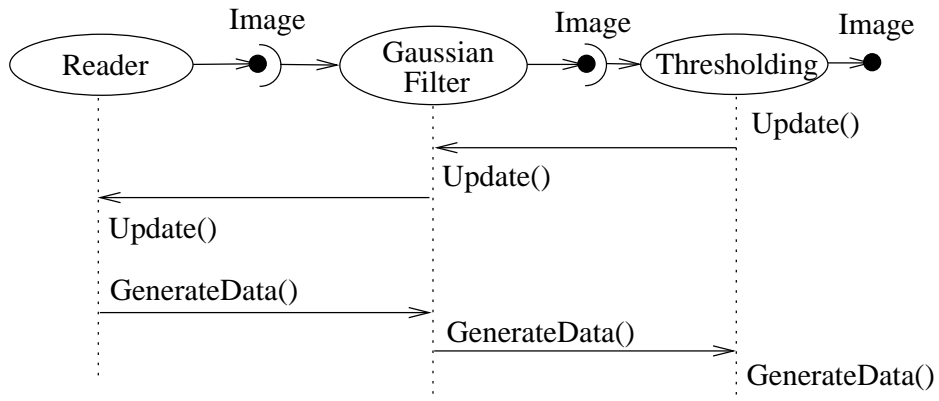 Image
Image
Image
Reader
Gaussian
Filter
Thresholding
Update()
Update()
Update()
GenerateData()
GenerateData()
GenerateData()